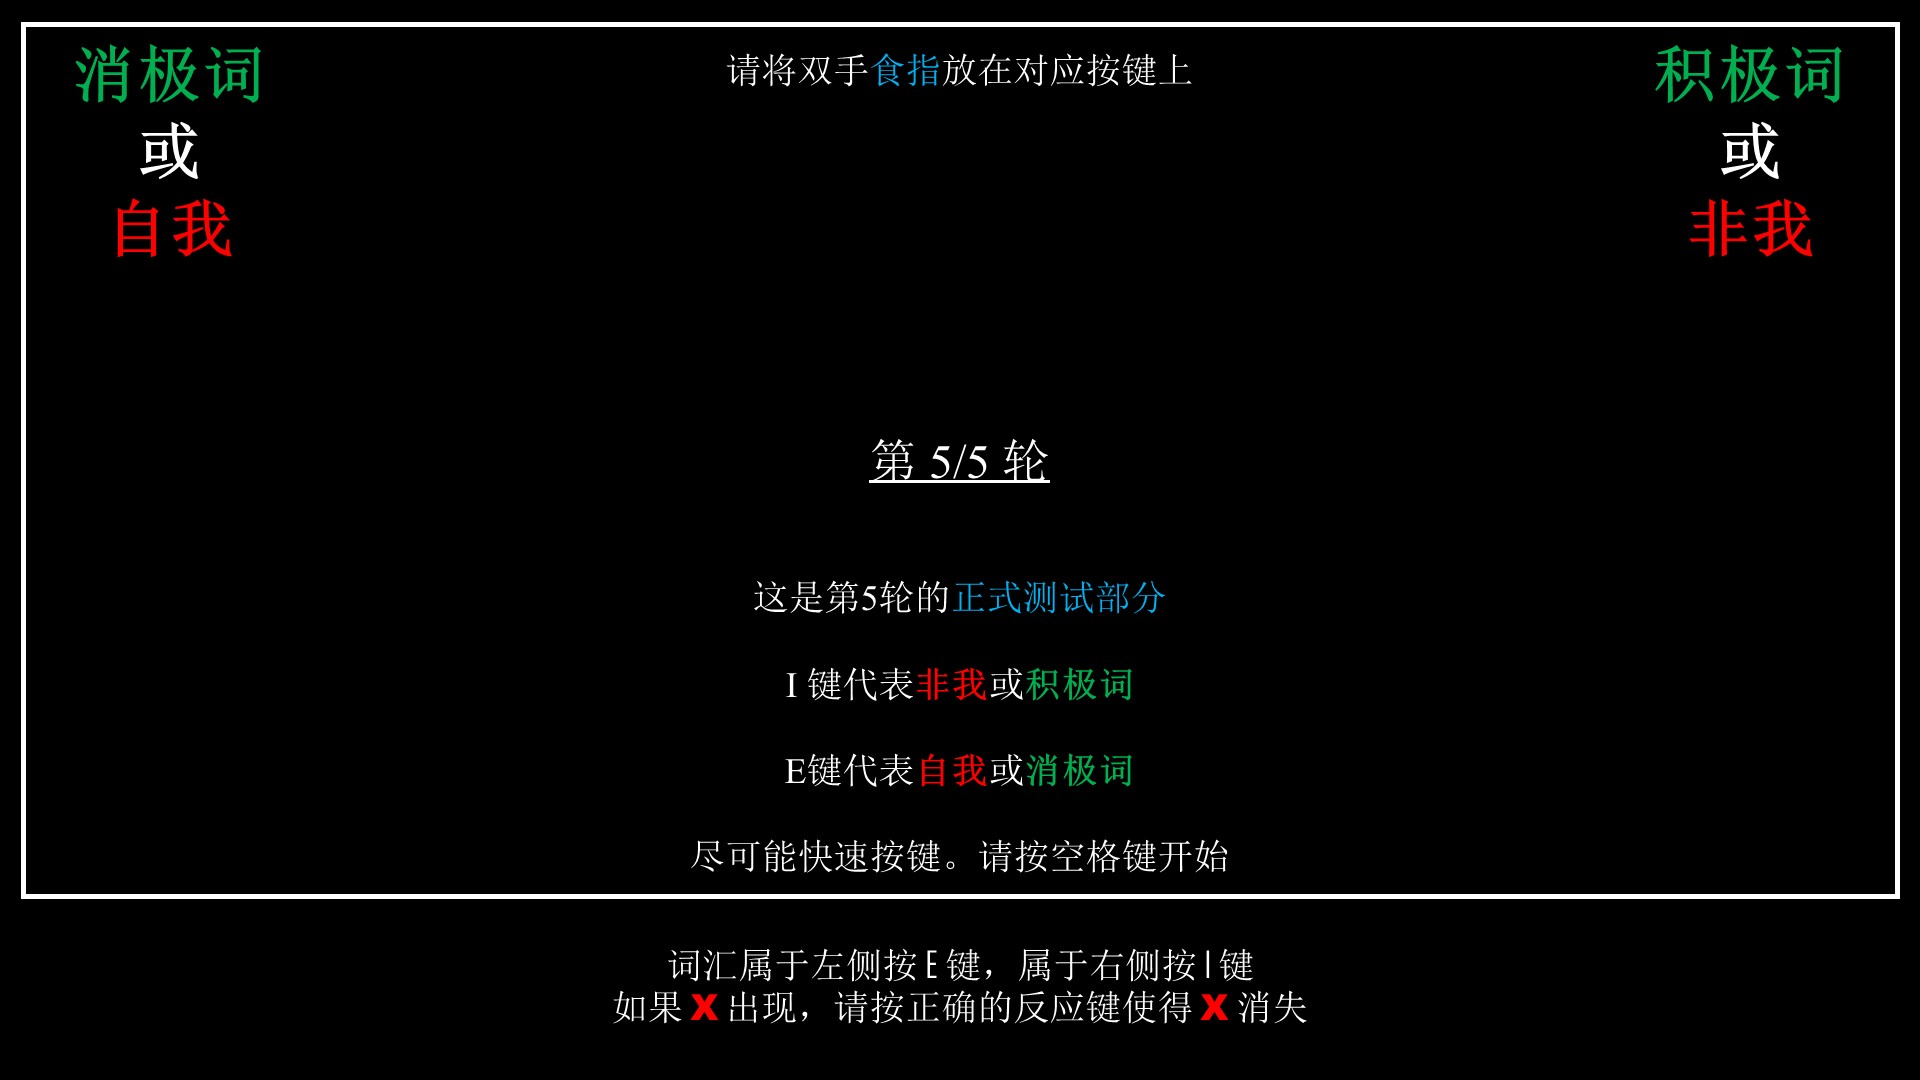 消极词
或
自我
请将双手食指放在对应按键上
积极词
或
非我
第 5/5 轮
这是第5轮的正式测试部分
I 键代表非我或积极词
E键代表自我或消极词
尽可能快速按键。请按空格键开始
词汇属于左侧按 E 键，属于右侧按 I 键
如果 X 出现，请按正确的反应键使得 X 消失